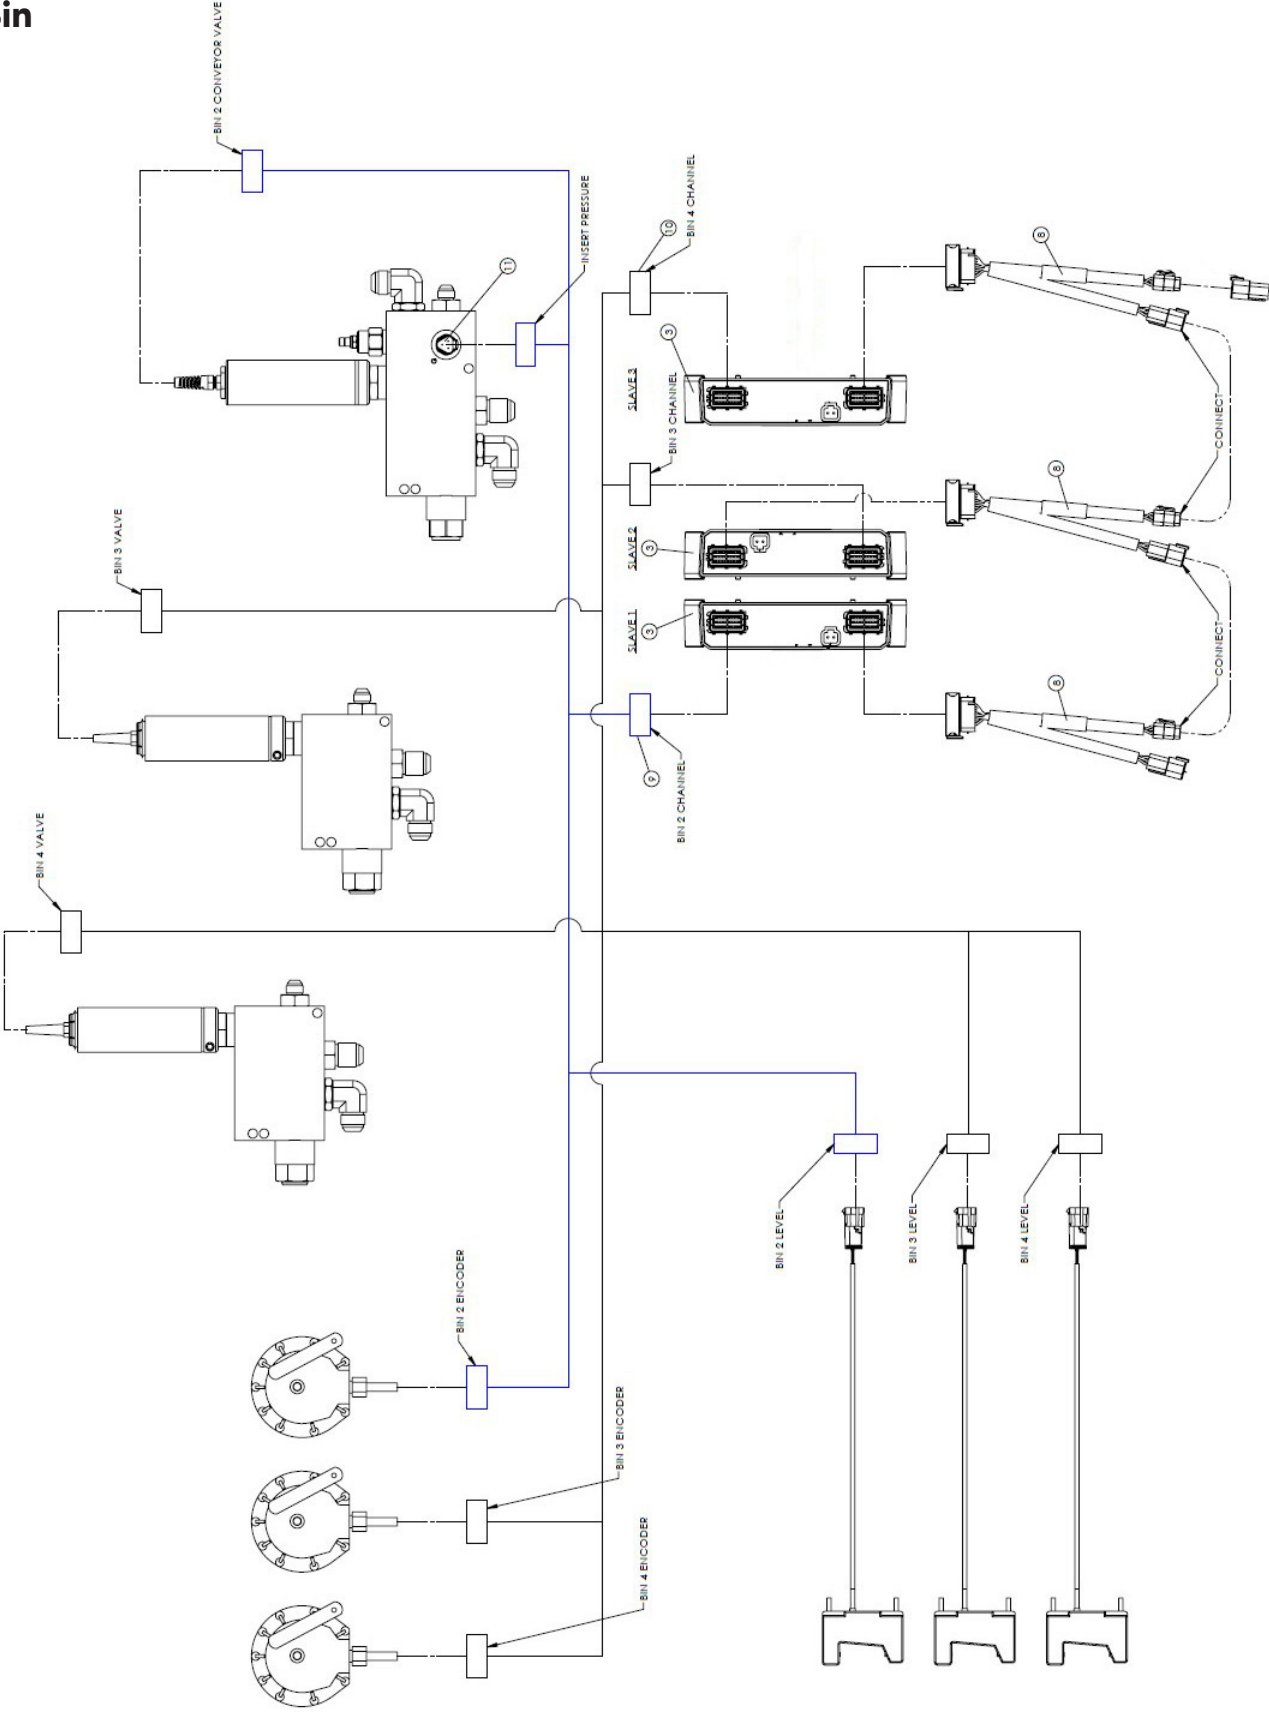 in
BIN 2 CONVEYOR VALVE
INSERT PRESSURE
11
BIN 4 CHANNEL
10
3
SLAVE 3
BIN 3 CHANNEL
8
CONNECT
BIN 3 VALVE
SLAVE 2
3
8
SLAVE 1
3
CONNECT
8
9
BIN 2 CHANNEL
BIN 4 VALVE
BIN 2 LEVEL
BIN 3 LEVEL
BIN 4 LEVEL
BIN 2 ENCODER
BIN 3 ENCODER
BIN 4 ENCODER